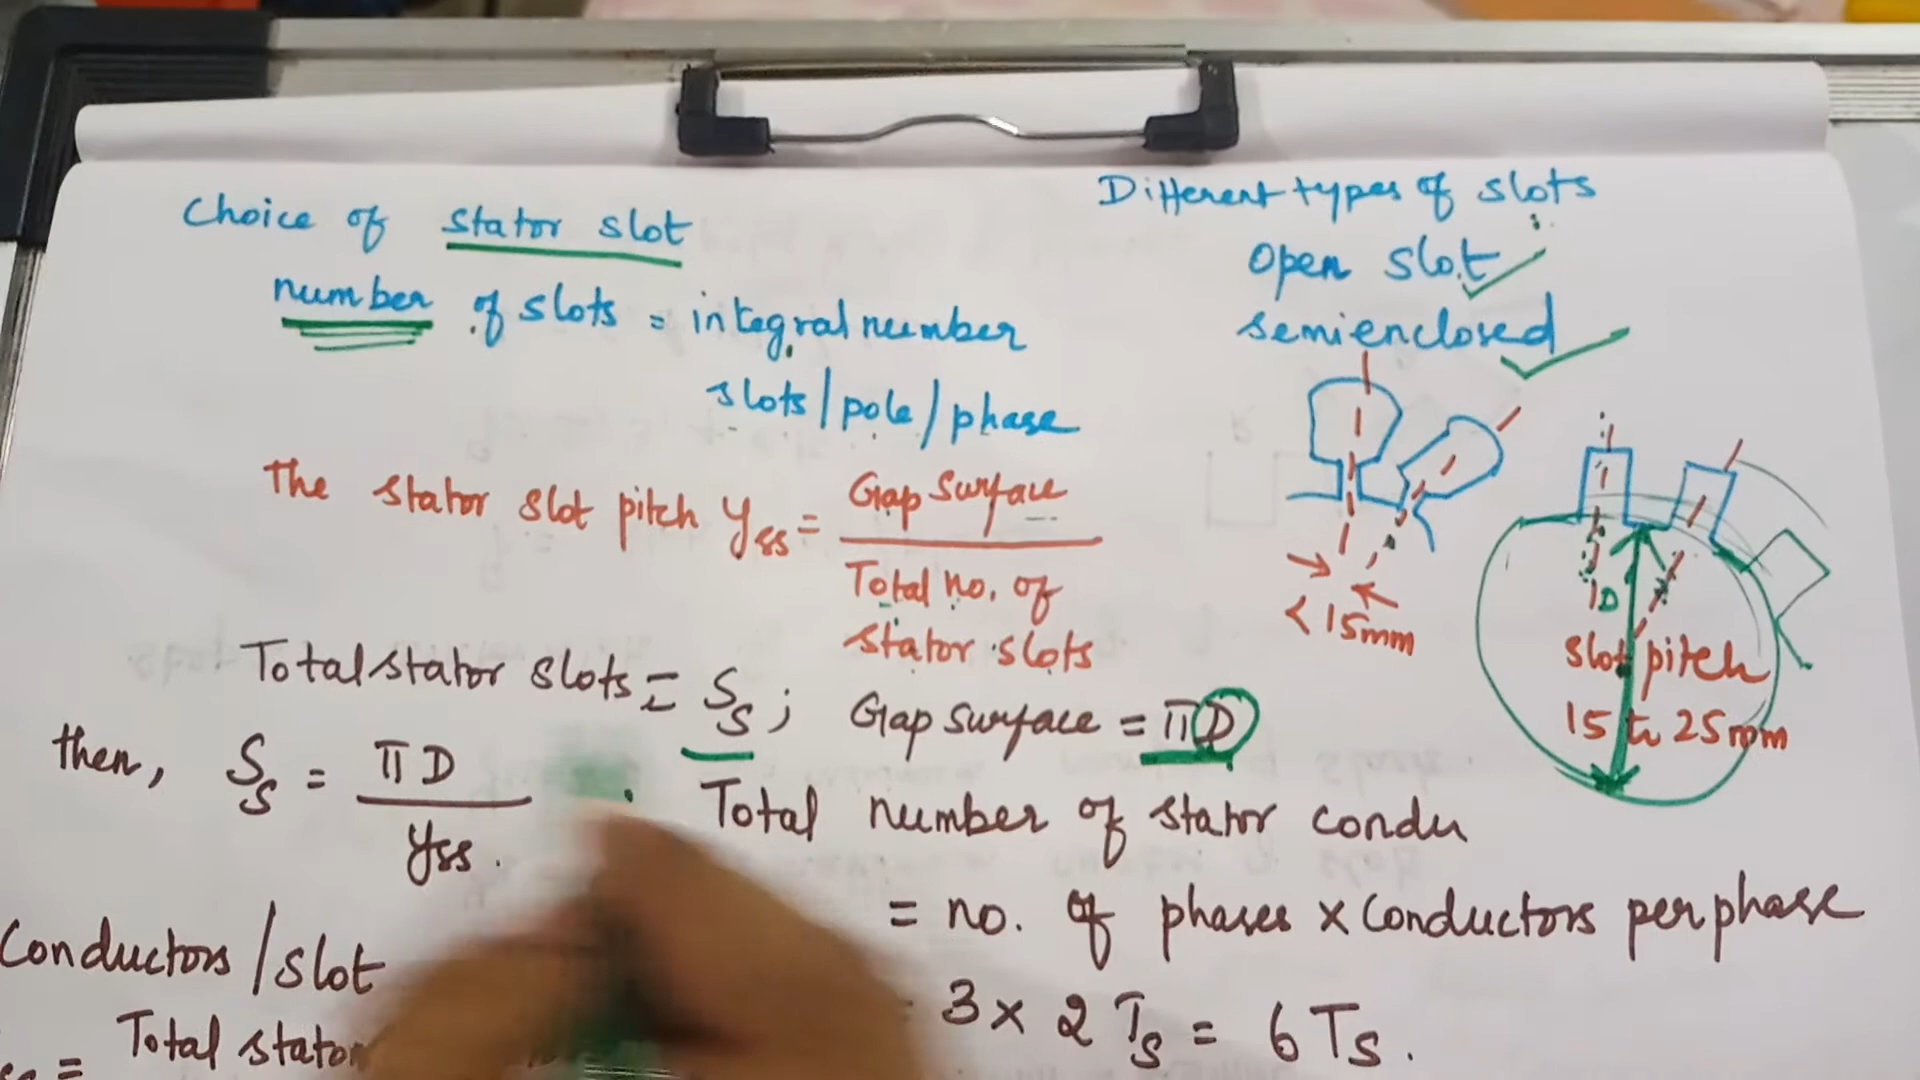 Choice of stator slot
number of slots = integral number
slots/pole/phase
The stator slot pitch yss = Gap surface
Total no. of
stator slots
Total stator slots = Ss ; Gap surface = πD
then, Ss = πD
yss.
Total number of stator condu
= no. of phases x conductors per phase
= 3 x 2 Ts = 6 Ts.
Conductors /slot
= Total stator
Different types of slots
open slot
semienclosed
< 15mm
D
slot pitch
15 to 25mm